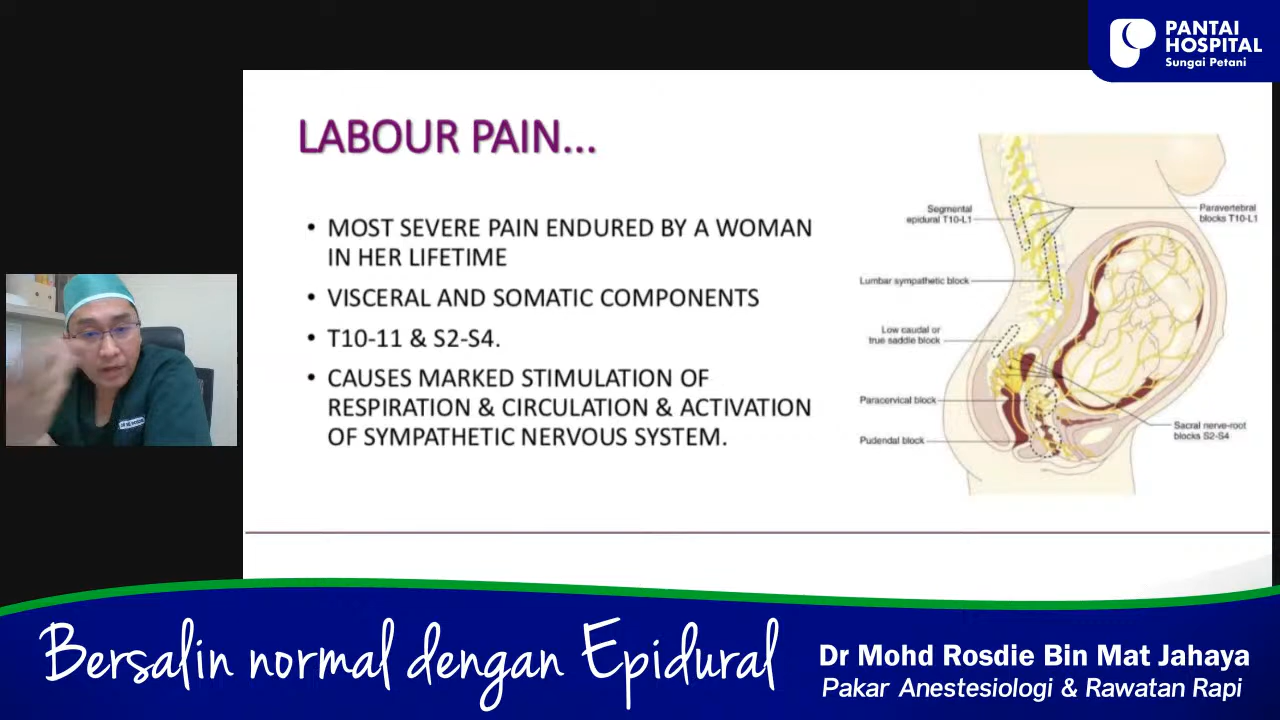 PANTAI
HOSPITAL
Sungai Petani
LABOUR PAIN...
• MOST SEVERE PAIN ENDURED BY A WOMAN
IN HER LIFETIME
• VISCERAL AND SOMATIC COMPONENTS
• T10-11 & S2-S4.
• CAUSES MARKED STIMULATION OF
RESPIRATION & CIRCULATION & ACTIVATION
OF SYMPATHETIC NERVOUS SYSTEM.
Segmental
epidural T10-L1
Paravertebral
blocks T10-L1
Lumbar sympathetic block
Low caudal or
true saddle block
Paracervical block
Pudendal block
Sacral nerve-root
blocks S2-S4
Bersalin normal dengan Epidural
Dr Mohd Rosdie Bin Mat Jahaya
Pakar Anestesiologi & Rawatan Rapi